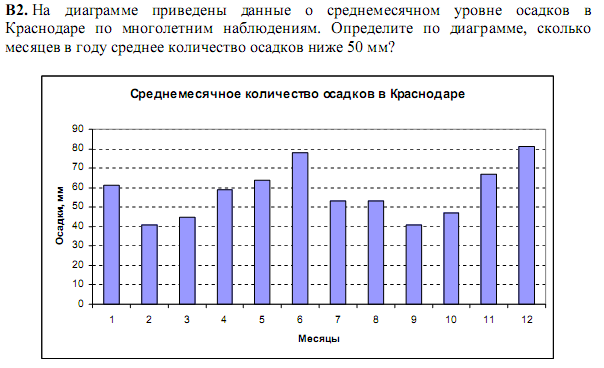 В2. На диаграмме приведены данные о среднемесячном уровне осадков в
Краснодаре по многолетним наблюдениям. Определите по диаграмме, сколько
месяцев в году среднее количество осадков ниже 50 мм?
Среднемесячное количество осадков в Краснодаре
90
80
70
60
50
40
30
20
10
0
Осадки, мм
1 2 3 4 5 6 7 8 9 10 11 12
Месяцы